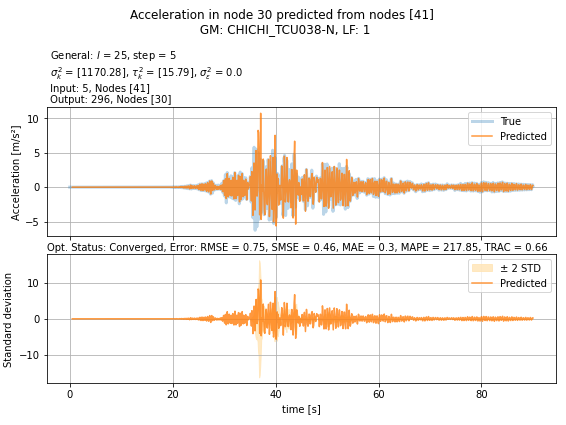 Acceleration in node 30 predicted from nodes [41]
GM: CHICHI_TCU038-N, LF: 1
General: l = 25, step = 5
σ²ₖ = [1170.28], τ²ₖ = [15.79], σ²ε = 0.0
Input: 5, Nodes [41]
Output: 296, Nodes [30]
Acceleration [m/s²]
10
5
0
−5
True
Predicted
Opt. Status: Converged, Error: RMSE = 0.75, SMSE = 0.46, MAE = 0.3, MAPE = 217.85, TRAC = 0.66
Standard deviation
10
0
−10
± 2 STD
Predicted
0 20 40 60 80
time [s]